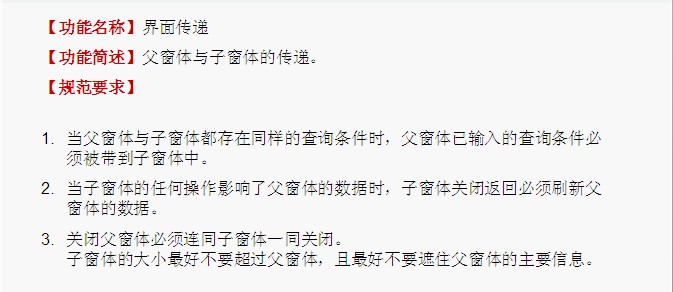 【功能名称】界面传递
【功能简述】父窗体与子窗体的传递。
【规范要求】
1. 当父窗体与子窗体都存在同样的查询条件时，父窗体已输入的查询条件必
须被带到子窗体中。
2. 当子窗体的任何操作影响了父窗体的数据时，子窗体关闭返回必须刷新父
窗体的数据。
3. 关闭父窗体必须连同子窗体一同关闭。
子窗体的大小最好不要超过父窗体，且最好不要遮住父窗体的主要信息。